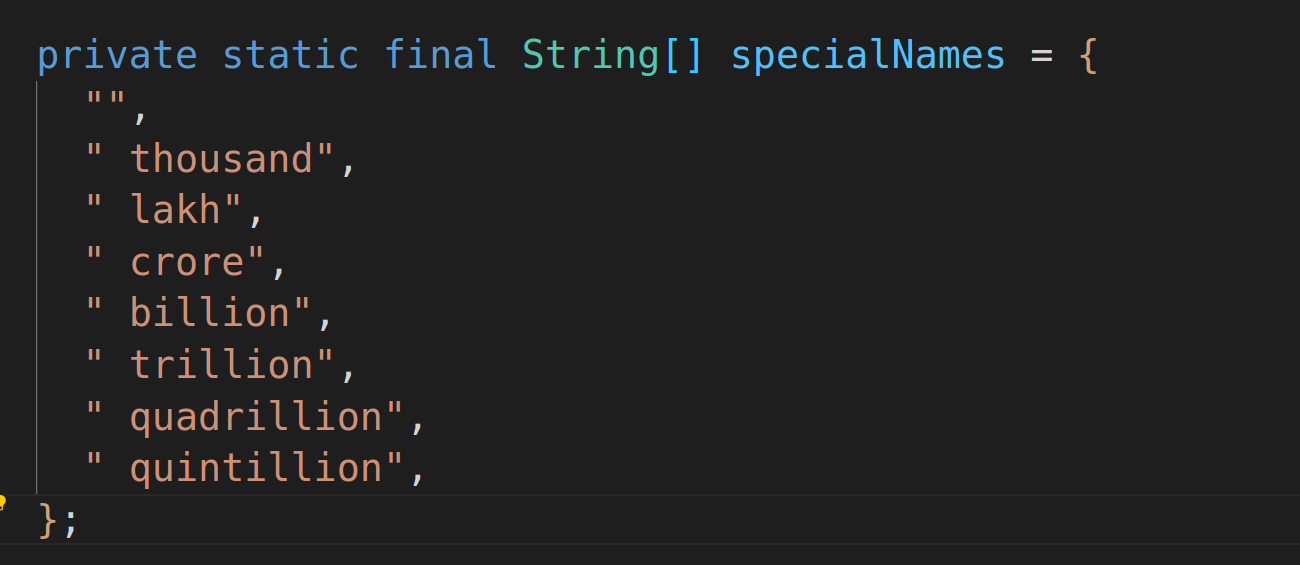 private static final String[] specialNames = {
"",
" thousand",
" lakh",
" crore",
" billion",
" trillion",
" quadrillion",
" quintillion",
};